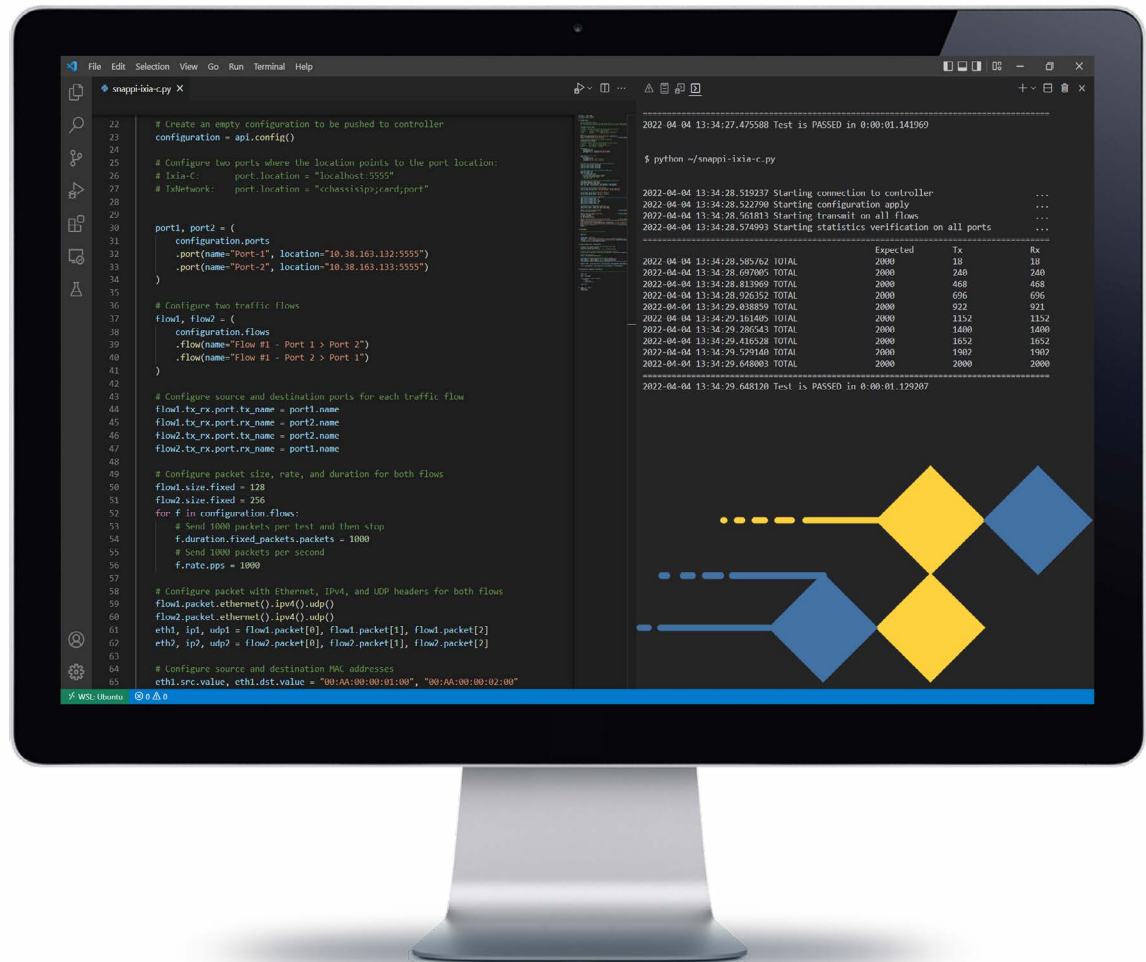 File Edit Selection View Go Run Terminal Help
snappi-ixia-c.py
22 # Create an empty configuration to be pushed to controller
23 configuration = api.config()
24
25 # Configure two ports where the location points to the port location:
26 # Ixia-C: port.location = "localhost:5555"
27 # IxNetwork: port.location = "<chassisip>;card;port"
28
29
30 port1, port2 = (
31 configuration.ports
32 .port(name="Port-1", location="10.38.163.132:5555")
33 .port(name="Port-2", location="10.38.163.133:5555")
34 )
35
36 # Configure two traffic flows
37 flow1, flow2 = (
38 configuration.flows
39 .flow(name="Flow #1 - Port 1 > Port 2")
40 .flow(name="Flow #1 - Port 2 > Port 1")
41 )
42
43 # Configure source and destination ports for each traffic flow
44 flow1.tx_rx.port.tx_name = port1.name
45 flow1.tx_rx.port.rx_name = port2.name
46 flow2.tx_rx.port.tx_name = port2.name
47 flow2.tx_rx.port.rx_name = port1.name
48
49 # Configure packet size, rate, and duration for both flows
50 flow1.size.fixed = 128
51 flow2.size.fixed = 256
52 for f in configuration.flows:
53 # Send 1000 packets per test and then stop
54 f.duration.fixed_packets.packets = 1000
55 # Send 1000 packets per second
56 f.rate.pps = 1000
57
58 # Configure packet with Ethernet, IPv4, and UDP headers for both flows
59 flow1.packet.ethernet().ipv4().udp()
60 flow2.packet.ethernet().ipv4().udp()
61 eth1, ip1, udp1 = flow1.packet[0], flow1.packet[1], flow1.packet[2]
62 eth2, ip2, udp2 = flow2.packet[0], flow2.packet[1], flow2.packet[2]
63
64 # Configure source and destination MAC addresses
65 eth1.src.value, eth1.dst.value = "00:AA:00:00:01:00", "00:AA:00:00:02:00"
2022-04-04 13:34:27.475588 Test is PASSED in 0:00:01.141969
$ python ~/snappi-ixia-c.py
2022-04-04 13:34:28.519237 Starting connection to controller ...
2022-04-04 13:34:28.522790 Starting configuration apply ...
2022-04-04 13:34:28.561813 Starting transmit on all flows ...
2022-04-04 13:34:28.574993 Starting statistics verification on all ports ...
Expected Tx Rx
2022-04-04 13:34:28.585762 TOTAL 2000 18 18
2022-04-04 13:34:28.697005 TOTAL 2000 240 240
2022-04-04 13:34:28.813969 TOTAL 2000 468 468
2022-04-04 13:34:28.926352 TOTAL 2000 696 696
2022-04-04 13:34:29.038859 TOTAL 2000 922 921
2022-04-04 13:34:29.161405 TOTAL 2000 1152 1152
2022-04-04 13:34:29.286543 TOTAL 2000 1400 1400
2022-04-04 13:34:29.416528 TOTAL 2000 1652 1652
2022-04-04 13:34:29.529140 TOTAL 2000 1902 1902
2022-04-04 13:34:29.648003 TOTAL 2000 2000 2000
2022-04-04 13:34:29.648120 Test is PASSED in 0:00:01.129207
WSL: Ubuntu 0 0